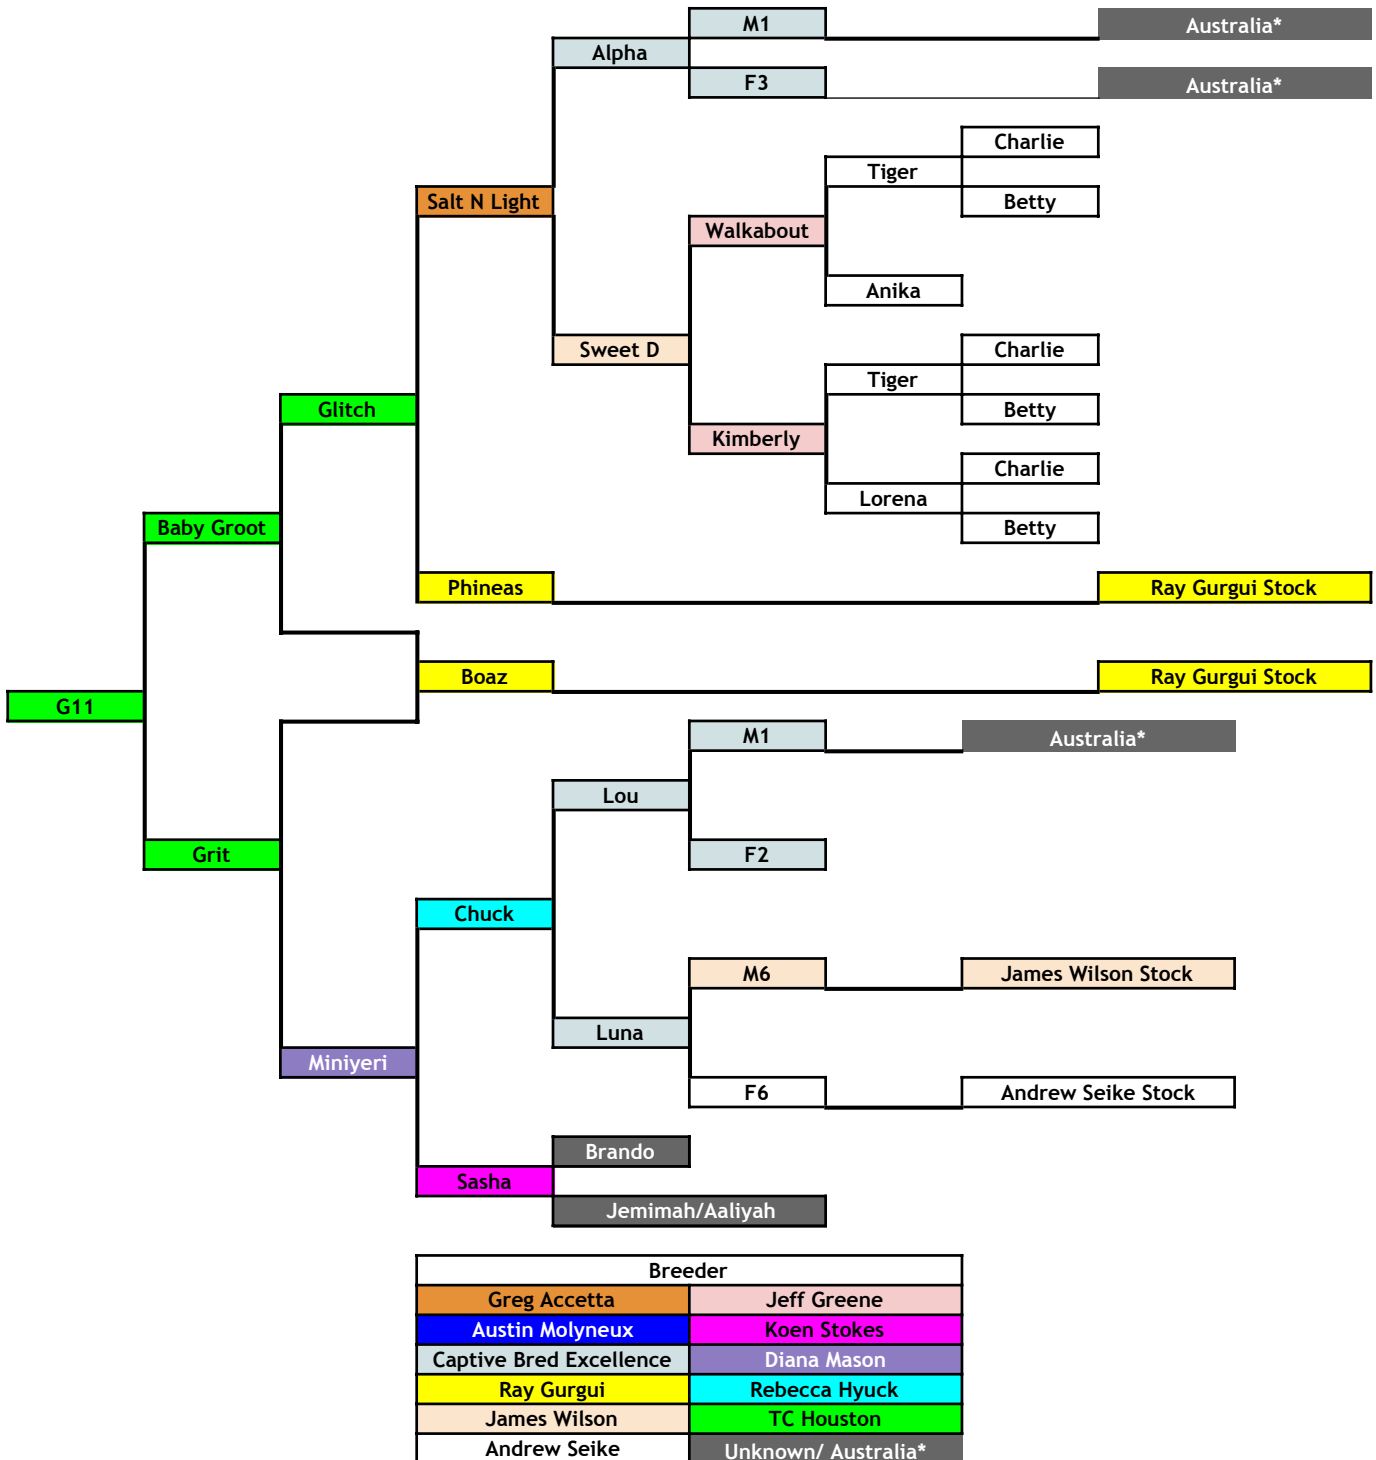 M1 Australia*
Alpha
F3 Australia*
Charlie
Tiger
Salt N Light Betty
Walkabout
Anika
Sweet D Charlie
Tiger
Glitch Betty
Kimberly
Charlie
Lorena
Baby Groot Betty
Phineas Ray Gurgui Stock
Boaz Ray Gurgui Stock
G11
M1 Australia*
Lou
Grit F2
Chuck
M6 James Wilson Stock
Luna
Miniyeri
F6 Andrew Seike Stock
Brando
Sasha
Jemimah/Aaliyah
Breeder
Greg Accetta Jeff Greene
Austin Molyneux Koen Stokes
Captive Bred Excellence Diana Mason
Ray Gurgui Rebecca Hyuck
James Wilson TC Houston
Andrew Seike Unknown/ Australia*